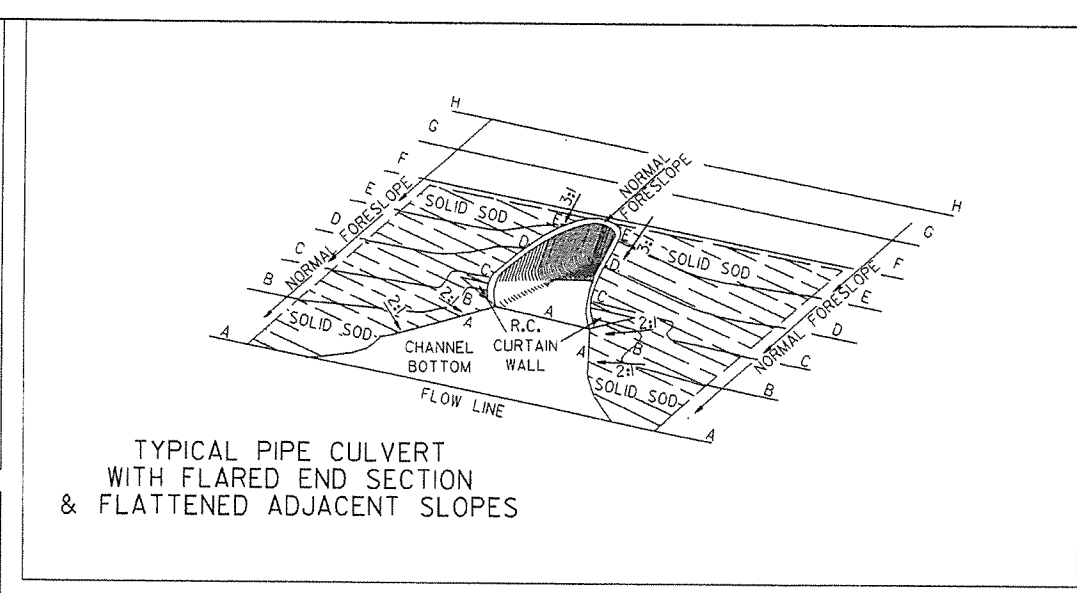 H
G
F
E
D
C
B
A
NORMAL FORESLOPE
SOLID SOD
SOLID SOD
2:1
2:1
3:1
E
D
C
B
A
A
NORMAL
FORESLOPE
E
3:1
D
C
SOLID SOD
2:1
B
A
2:1
SOLID SOD
R.C.
CURTAIN
WALL
CHANNEL
BOTTOM
FLOW LINE
NORMAL FORESLOPE
H
G
F
E
D
C
B
A
TYPICAL PIPE CULVERT
WITH FLARED END SECTION
& FLATTENED ADJACENT SLOPES